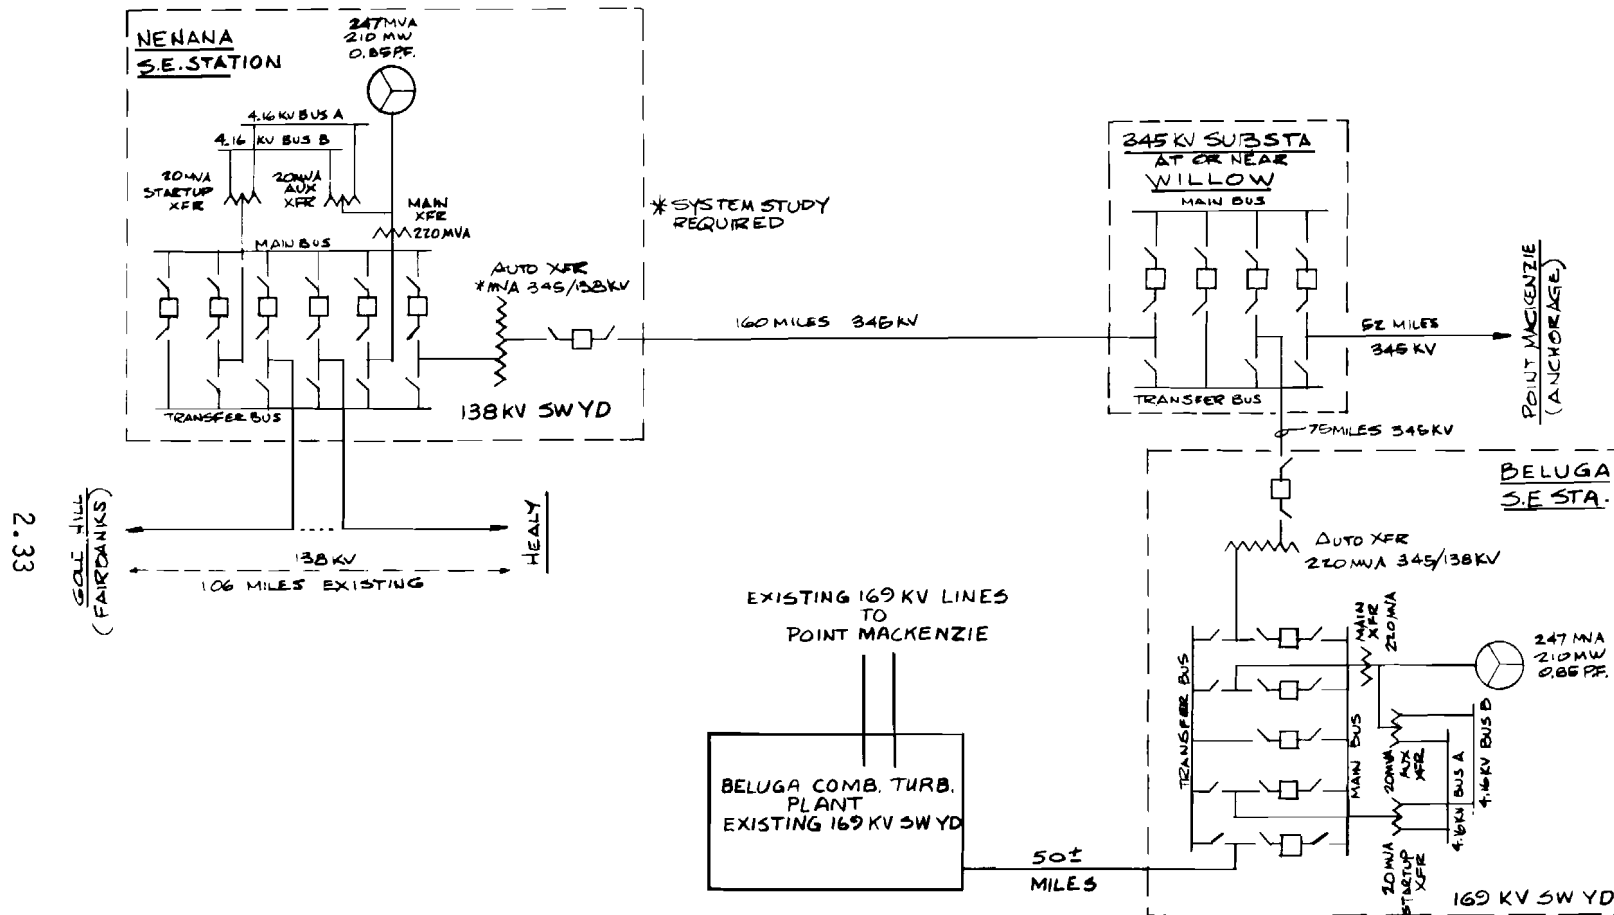 NENANA
S.E. STATION
247 MVA
210 MW
0.85 P.F.
4.16 KV BUS A
4.16 KV BUS B
20 MVA
STARTUP
XFR
20 MVA
AUX
XFR
MAIN
XFR
220 MVA
MAIN BUS
AUTO XFR
* MVA 345/138 KV
* SYSTEM STUDY
REQUIRED
TRANSFER BUS
138 KV SW YD
160 MILES 345 KV
345 KV SUBSTA
AT OR NEAR
WILLOW
MAIN BUS
TRANSFER BUS
52 MILES
345 KV
POINT MACKENZIE
(ANCHORAGE)
75 MILES 345 KV
HILL
(FAIRBANKS)
138 KV
106 MILES EXISTING
HEALY
2.33
BELUGA
S.E STA.
AUTO XFR
220 MVA 345/138 KV
TRANSFER BUS
MAIN BUS
MAIN
XFR
220 MVA
247 MVA
210 MW
0.85 P.F.
20 MVA
AUX
XFR
4.16 KV BUS A
4.16 KV BUS B
20 MVA
STARTUP
XFR
169 KV SW YD
EXISTING 169 KV LINES
TO
POINT MACKENZIE
BELUGA COMB. TURB.
PLANT
EXISTING 169 KV SW YD
50±
MILES